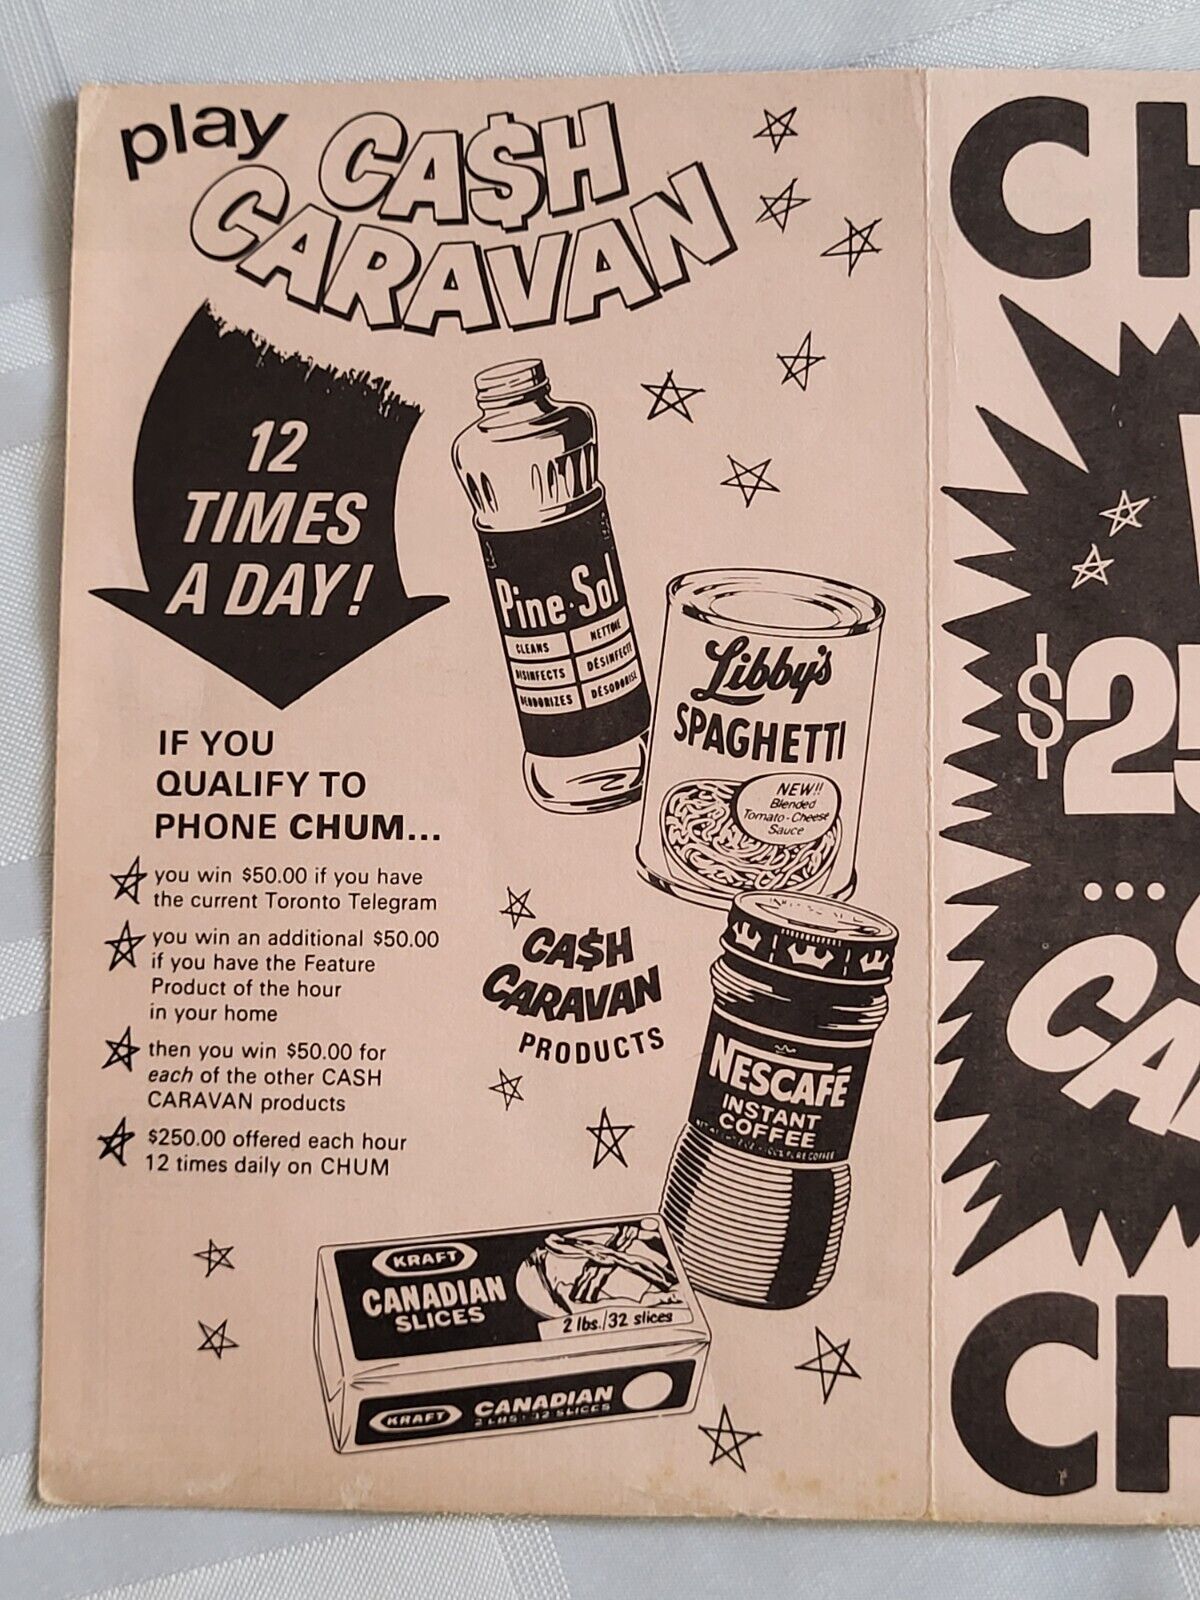 play CA$H
CARAVAN
12
TIMES
A DAY!
IF YOU
QUALIFY TO
PHONE CHUM...
you win $50.00 if you have
the current Toronto Telegram
you win an additional $50.00
if you have the Feature
Product of the hour
in your home
then you win $50.00 for
each of the other CASH
CARAVAN products
$250.00 offered each hour
12 times daily on CHUM
Pine·Sol
CLEANS NETTOIE
DISINFECTS DÉSINFECTE
DEODORIZES DÉSODORISE
Libby's
SPAGHETTI
NEW!!
Blended
Tomato-Cheese
Sauce
CA$H
CARAVAN
PRODUCTS
NESCAFÉ
INSTANT
COFFEE
KRAFT
CANADIAN
SLICES
2 lbs./32 slices
KRAFT CANADIAN
2 LBS · 32 SLICES
CH
$25
...
CA
CH